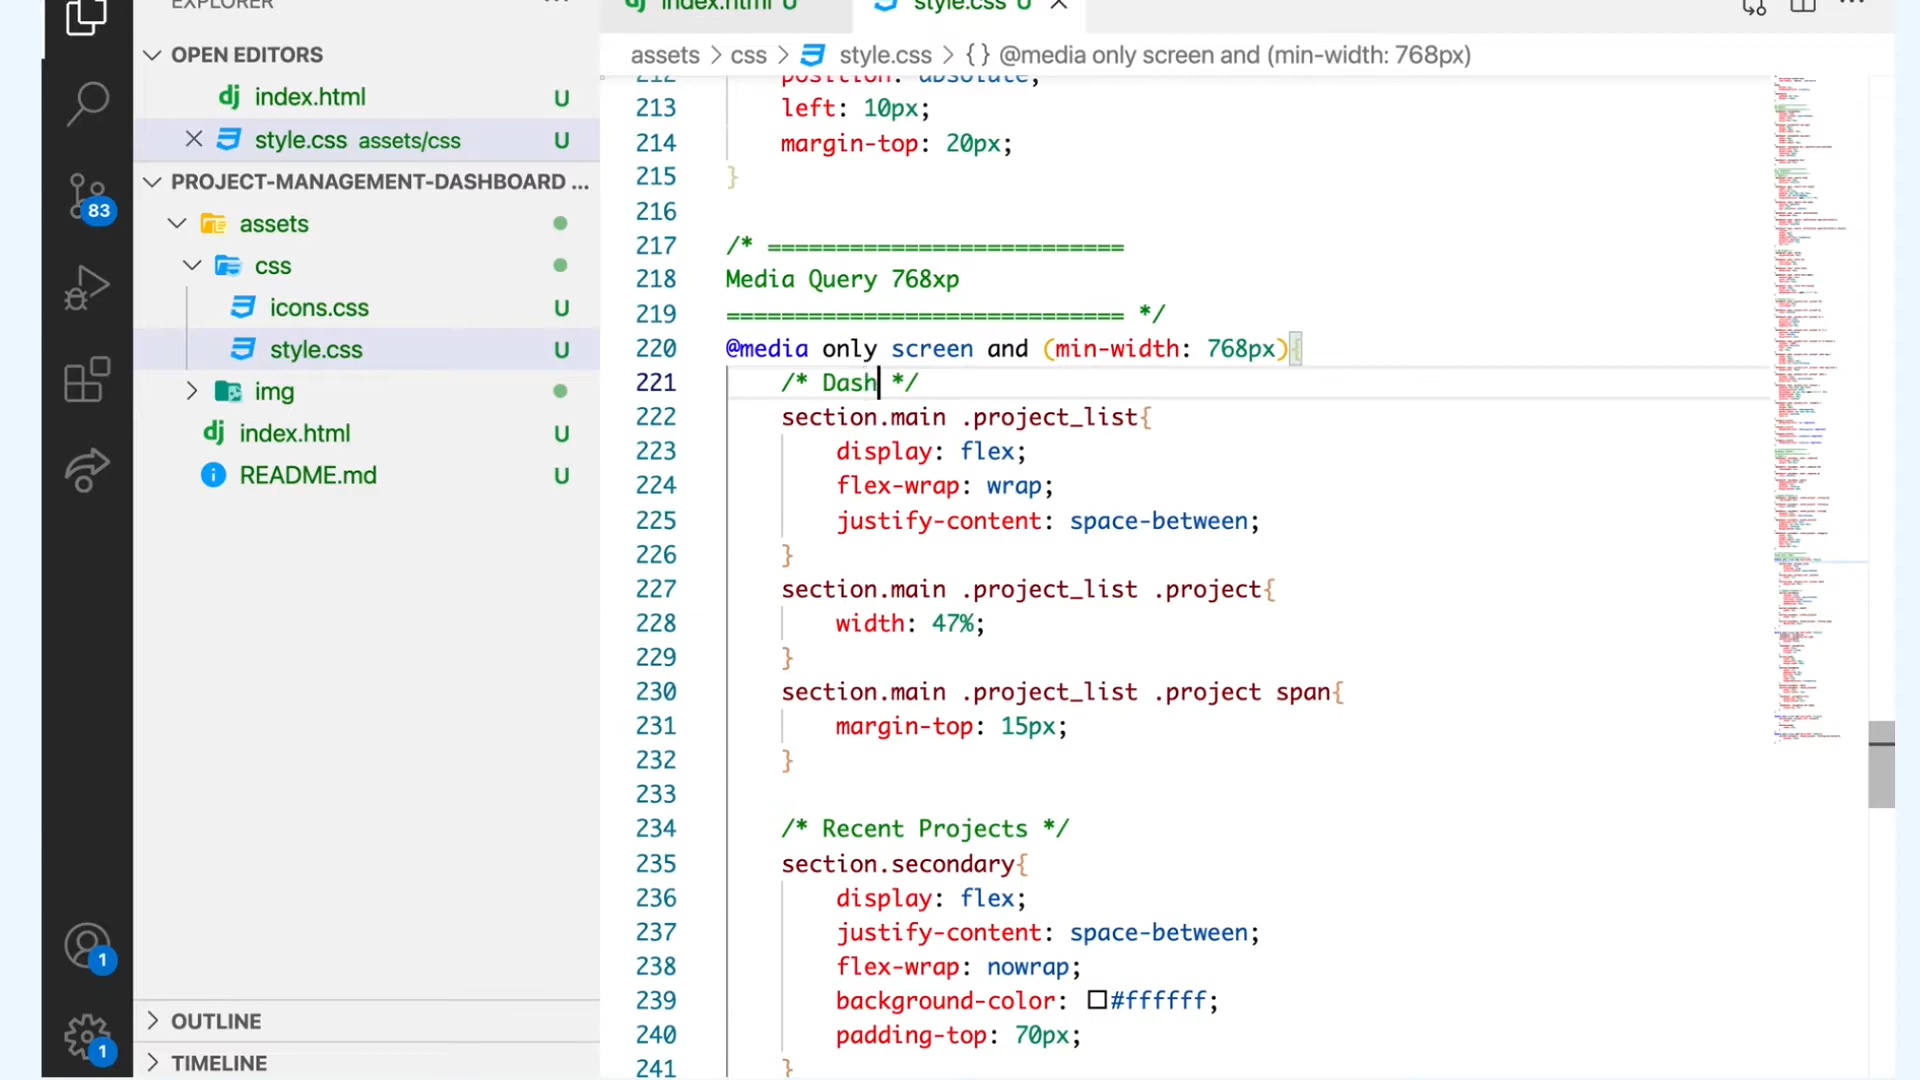 EXPLORER
index.html U
style.css U
OPEN EDITORS
index.html U
style.css assets/css U
PROJECT-MANAGEMENT-DASHBOARD ...
assets
css
icons.css U
style.css U
img
index.html U
README.md U
OUTLINE
TIMELINE
83
1
1
assets > css > style.css > {} @media only screen and (min-width: 768px)
212 position: absolute;
213 left: 10px;
214 margin-top: 20px;
215 }
216
217 /* ==========================
218 Media Query 768xp
219 ============================= */
220 @media only screen and (min-width: 768px){
221 /* Dash */
222 section.main .project_list{
223 display: flex;
224 flex-wrap: wrap;
225 justify-content: space-between;
226 }
227 section.main .project_list .project{
228 width: 47%;
229 }
230 section.main .project_list .project span{
231 margin-top: 15px;
232 }
233
234 /* Recent Projects */
235 section.secondary{
236 display: flex;
237 justify-content: space-between;
238 flex-wrap: nowrap;
239 background-color: #ffffff;
240 padding-top: 70px;
241 }